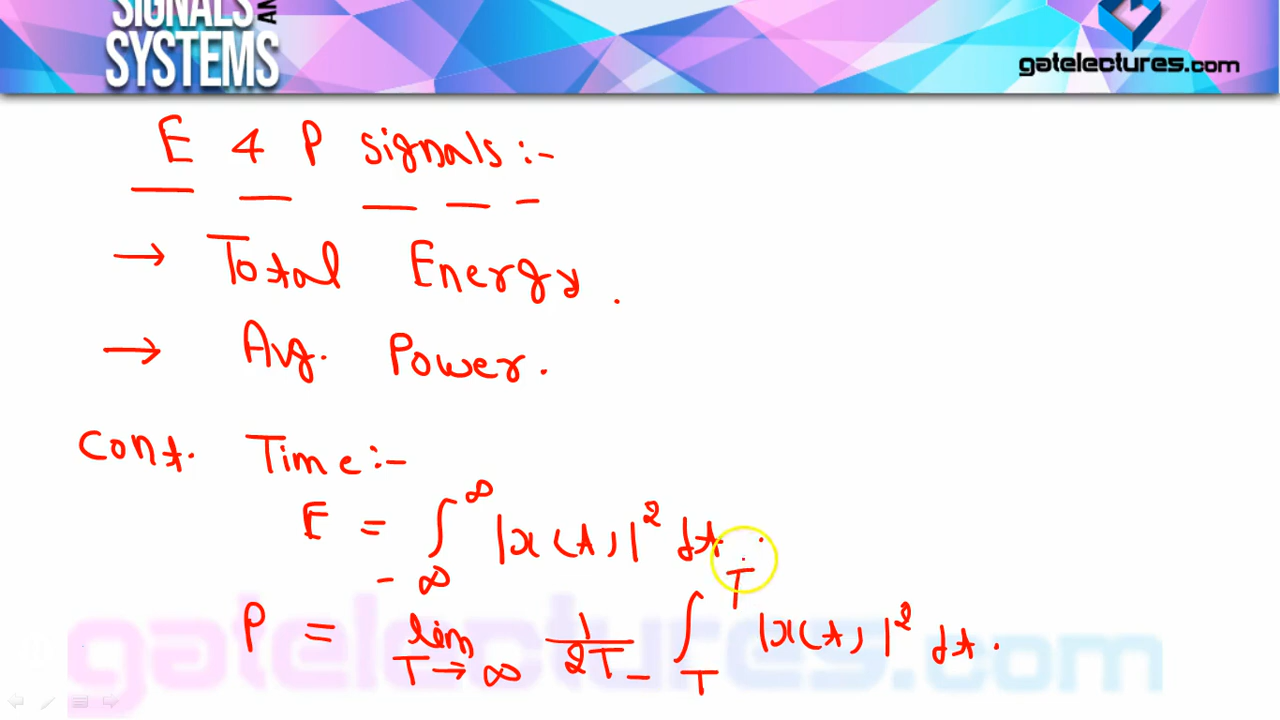 SIGNALS AND
SYSTEMS
gatelectures.com
E & P signals:-
→ Total Energy.
→ Avg. Power.
Cont. Time:-
E = ∫_{-∞}^{∞} |x(t)|² dt.
P = lim_{T→∞} 1/2T ∫_{-T}^{T} |x(t)|² dt.
gatelectures.com